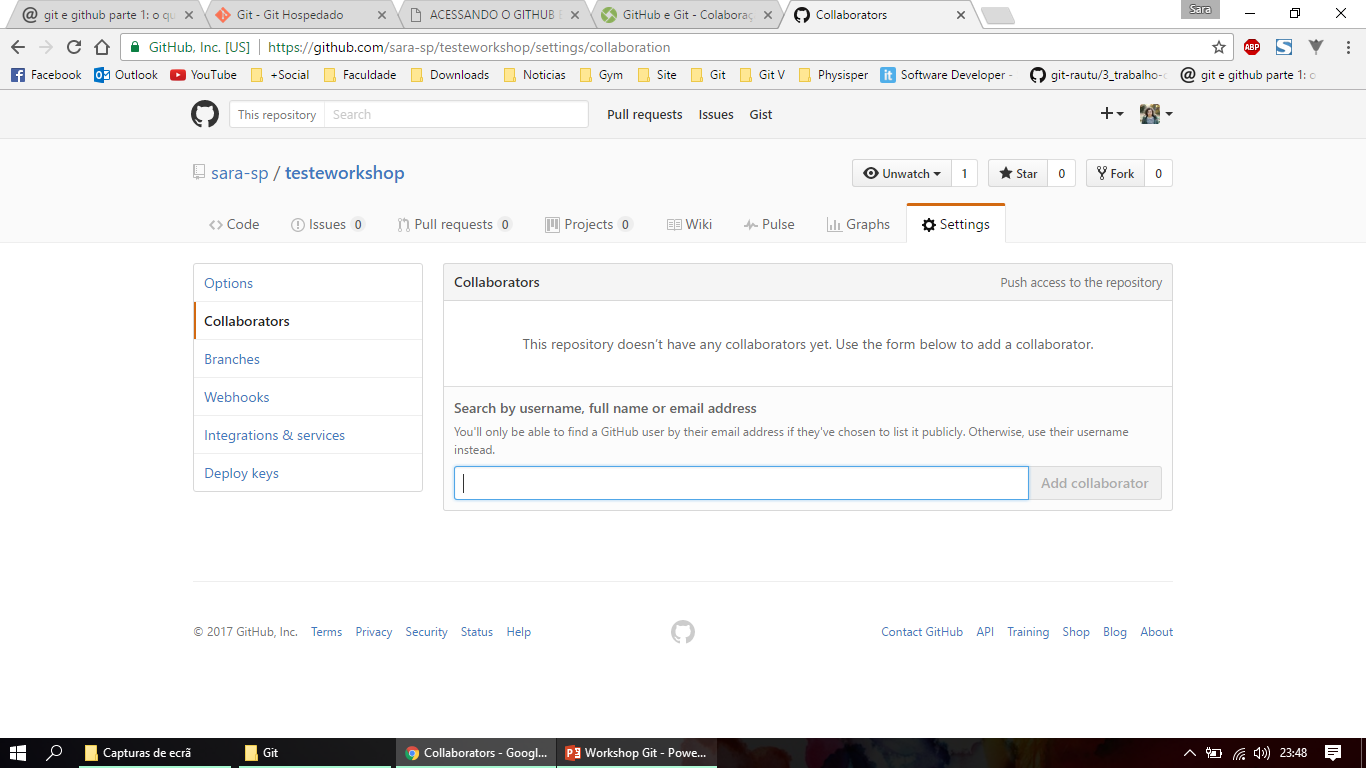 git e github parte 1: o qu
Git - Git Hospedado
ACESSANDO O GITHUB E
GitHub e Git - Colaboraç
Collaborators
Sara
GitHub, Inc. [US]
https://github.com/sara-sp/testeworkshop/settings/collaboration
ABP
Facebook
Outlook
YouTube
+Social
Faculdade
Downloads
Noticias
Gym
Site
Git
Git V
Physisper
it
Software Developer -
git-rautu/3_trabalho-c
git e github parte 1: o
This repository
Search
Pull requests
Issues
Gist
sara-sp / testeworkshop
Unwatch
1
Star
0
Fork
0
Code
Issues 0
Pull requests 0
Projects 0
Wiki
Pulse
Graphs
Settings
Options
Collaborators
Branches
Webhooks
Integrations & services
Deploy keys
Collaborators
Push access to the repository
This repository doesn't have any collaborators yet. Use the form below to add a collaborator.
Search by username, full name or email address
You'll only be able to find a GitHub user by their email address if they've chosen to list it publicly. Otherwise, use their username
instead.
Add collaborator
© 2017 GitHub, Inc.
Terms
Privacy
Security
Status
Help
Contact GitHub
API
Training
Shop
Blog
About
Capturas de ecrã
Git
Collaborators - Googl...
Workshop Git - Powe...
23:48